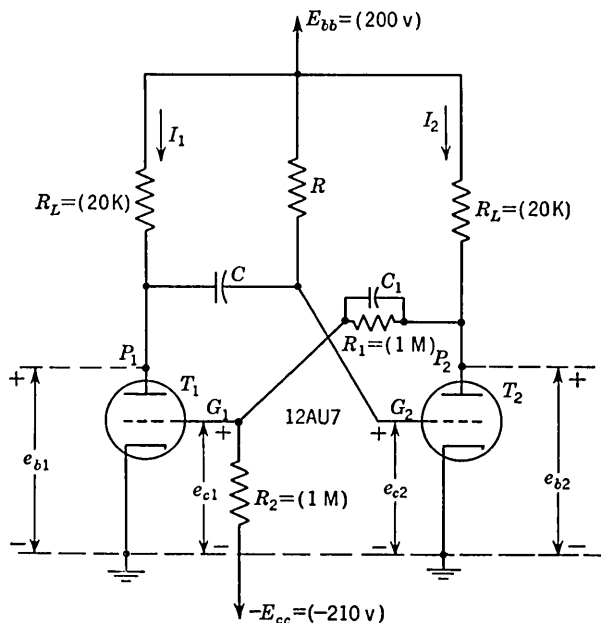 E_bb=(200 v)
I_1
I_2
R_L=(20K)
R
R_L=(20K)
C
C_1
R_1=(1 M)
P_1
P_2
+
T_1
T_2
+
G_1
12AU7
G_2
+
+
e_b1
e_c1
R_2=(1 M)
e_c2
e_b2
−
−
−
−
−E_cc=(−210 v)